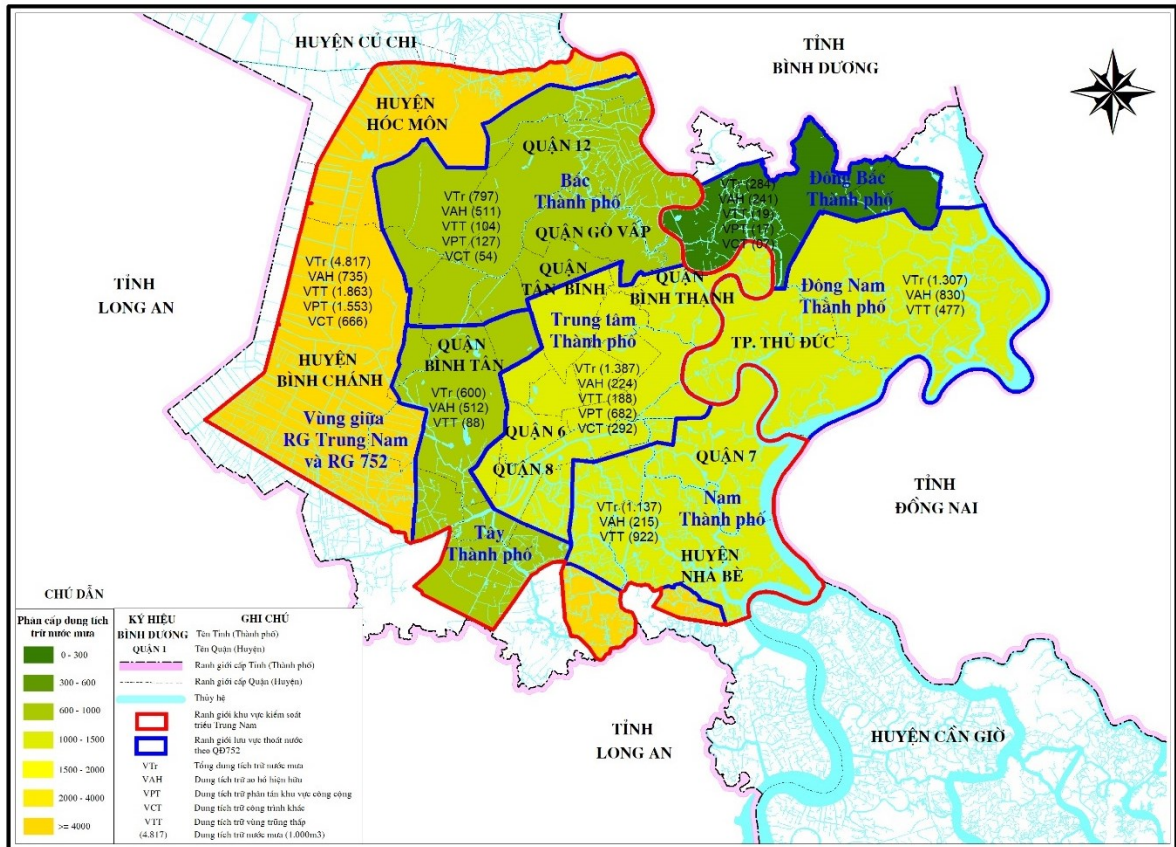 HUYỆN CỦ CHI
TỈNH
BÌNH DƯƠNG
HUYỆN
HÓC MÔN
QUẬN 12
Bắc
Thành phố
VTr (797)
VAH (511)
VTT (104)
VPT (127)
VCT (54)
QUẬN GÒ VẤP
Đông Bắc
Thành phố
VTr (284)
VAH (241)
VTT (19)
VPT (17)
TỈNH
LONG AN
VTr (4.817)
VAH (735)
VTT (1.863)
VPT (1.553)
VCT (666)
QUẬN
TÂN BÌNH
QUẬN
BÌNH THẠNH
Đông Nam
Thành phố
VTr (1.307)
VAH (830)
VTT (477)
Trung tâm
Thành phố
TP. THỦ ĐỨC
HUYỆN
BÌNH CHÁNH
QUẬN
BÌNH TÂN
VTr (600)
VAH (512)
VTT (88)
VTr (1.387)
VAH (224)
VTT (188)
VPT (682)
VCT (292)
Vùng giữa
RG Trung Nam
và RG 752
QUẬN 6
QUẬN 8
QUẬN 7
Nam
Thành phố
VTr (1.137)
VAH (215)
VTT (922)
TỈNH
ĐỒNG NAI
Tây
Thành phố
HUYỆN
NHÀ BÈ
TỈNH
LONG AN
HUYỆN CẦN GIỜ
CHÚ DẪN
Phân cấp dung tích
trữ nước mưa
0 - 300
300 - 600
600 - 1000
1000 - 1500
1500 - 2000
2000 - 4000
>= 4000
KÝ HIỆU
GHI CHÚ
BÌNH DƯƠNG
Tên Tỉnh (Thành phố)
QUẬN 1
Tên Quận (Huyện)
Ranh giới cấp Tỉnh (Thành phố)
Ranh giới cấp Quận (Huyện)
Thủy hệ
Ranh giới khu vực kiểm soát
triều Trung Nam
Ranh giới lưu vực thoát nước
theo QĐ752
VTr
Tổng dung tích trữ nước mưa
VAH
Dung tích trữ ao hồ hiện hữu
VPT
Dung tích trữ phân tán khu vực công cộng
VCT
Dung tích trữ công trình khác
VTT
Dung tích trữ vùng trũng thấp
(4.817)
Dung tích trữ nước mưa (1.000m3)